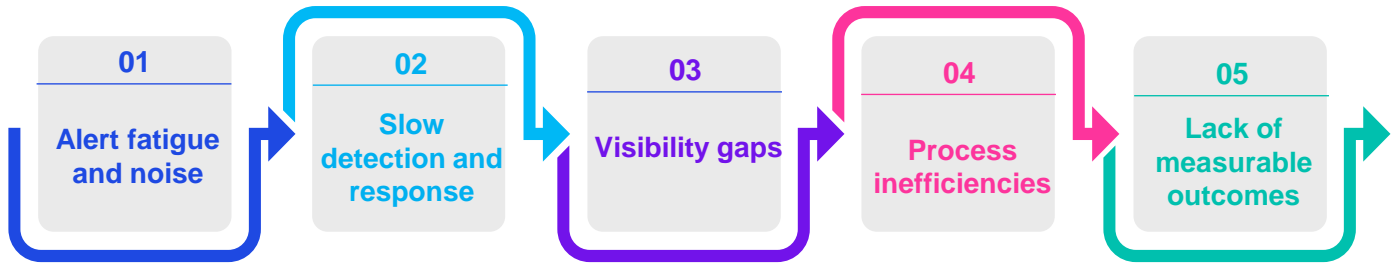 01
Alert fatigue
and noise
02
Slow
detection and
response
03
Visibility gaps
04
Process
inefficiencies
05
Lack of
measurable
outcomes